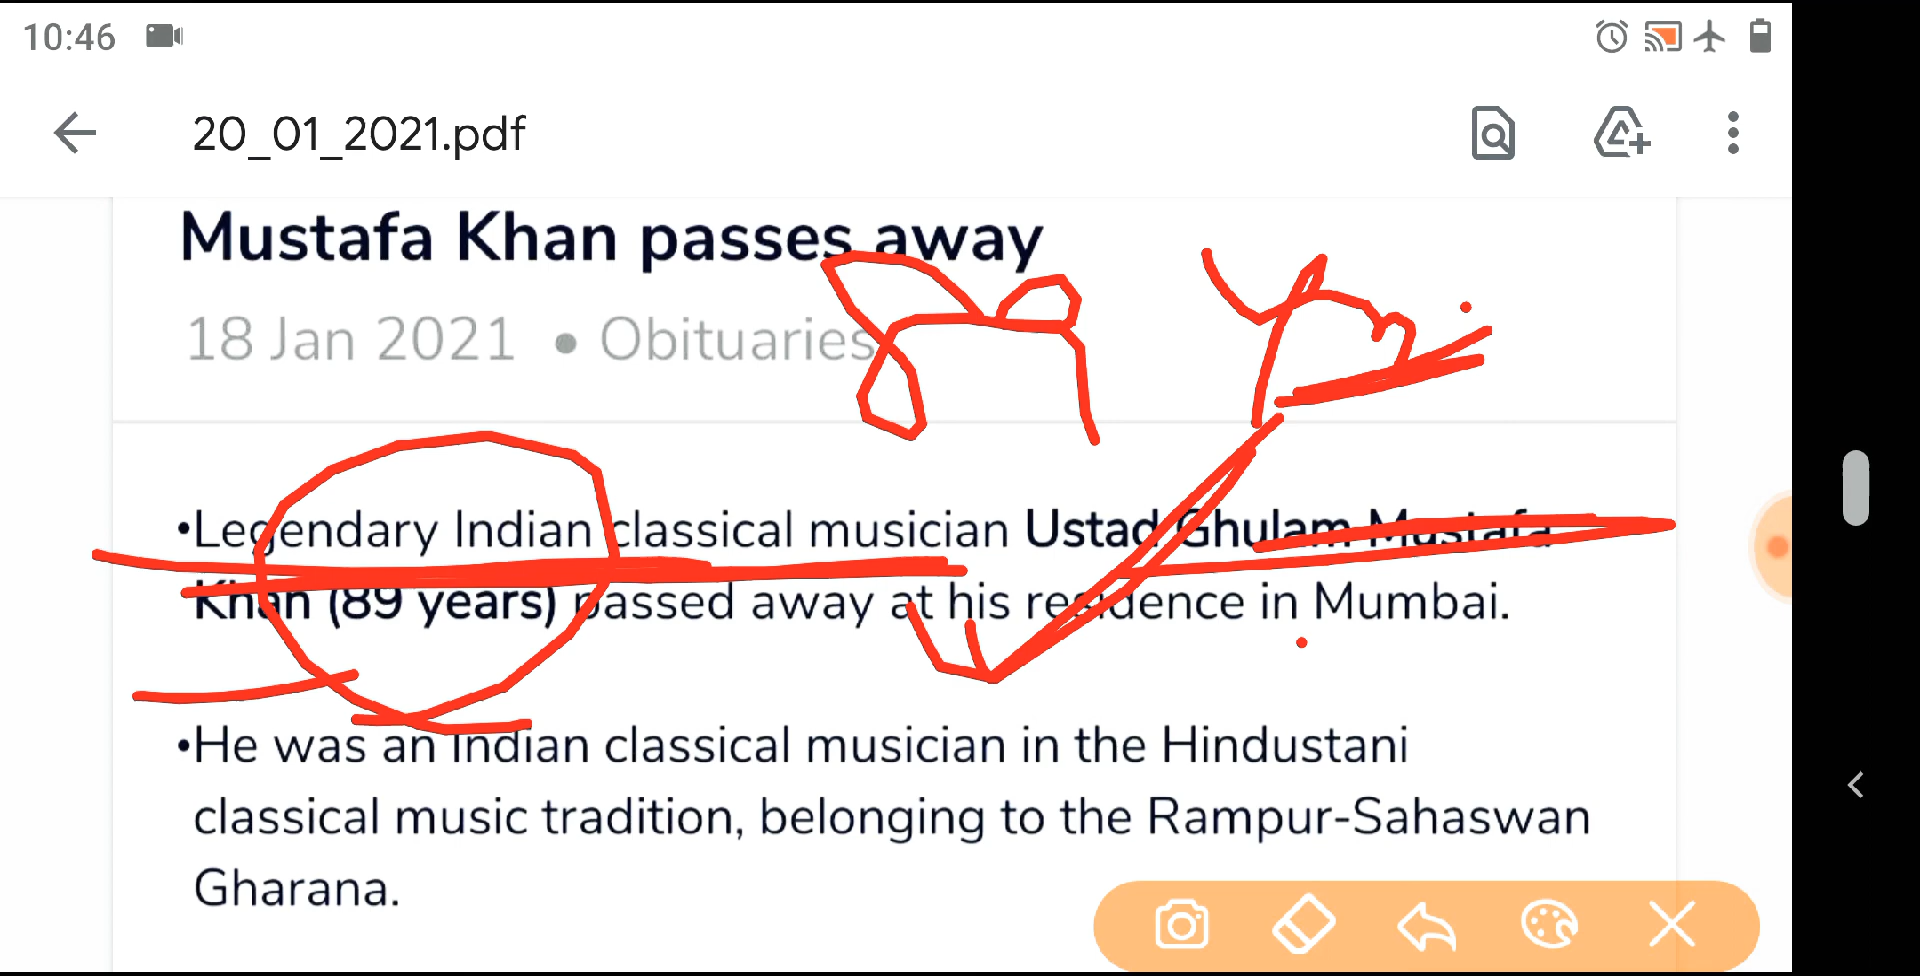 10:46
20_01_2021.pdf
Mustafa Khan passes away
18 Jan 2021 • Obituaries
•Legendary Indian classical musician Ustad Ghulam Mustafa
Khan (89 years) passed away at his residence in Mumbai.
•He was an Indian classical musician in the Hindustani
classical music tradition, belonging to the Rampur-Sahaswan
Gharana.